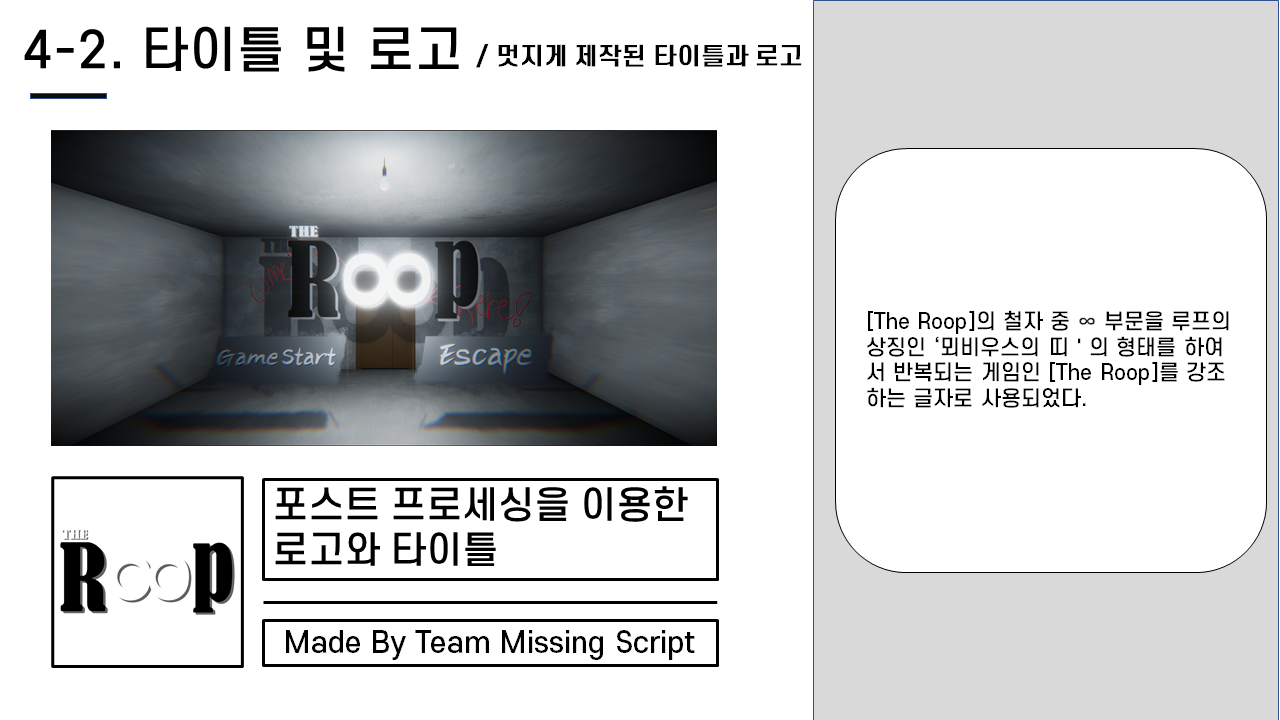 4-2. 타이틀 및 로고 / 멋지게 제작된 타이틀과 로고
THE
Roop
Game Start
Escape
THE
Roop
포스트 프로세싱을 이용한
로고와 타이틀
Made By Team Missing Script
[The Roop]의 철자 중 ∞ 부문을 루프의
상징인 ‘뫼비우스의 띠 ' 의 형태를 하여
서 반복되는 게임인 [The Roop]를 강조
하는 글자로 사용되었다.